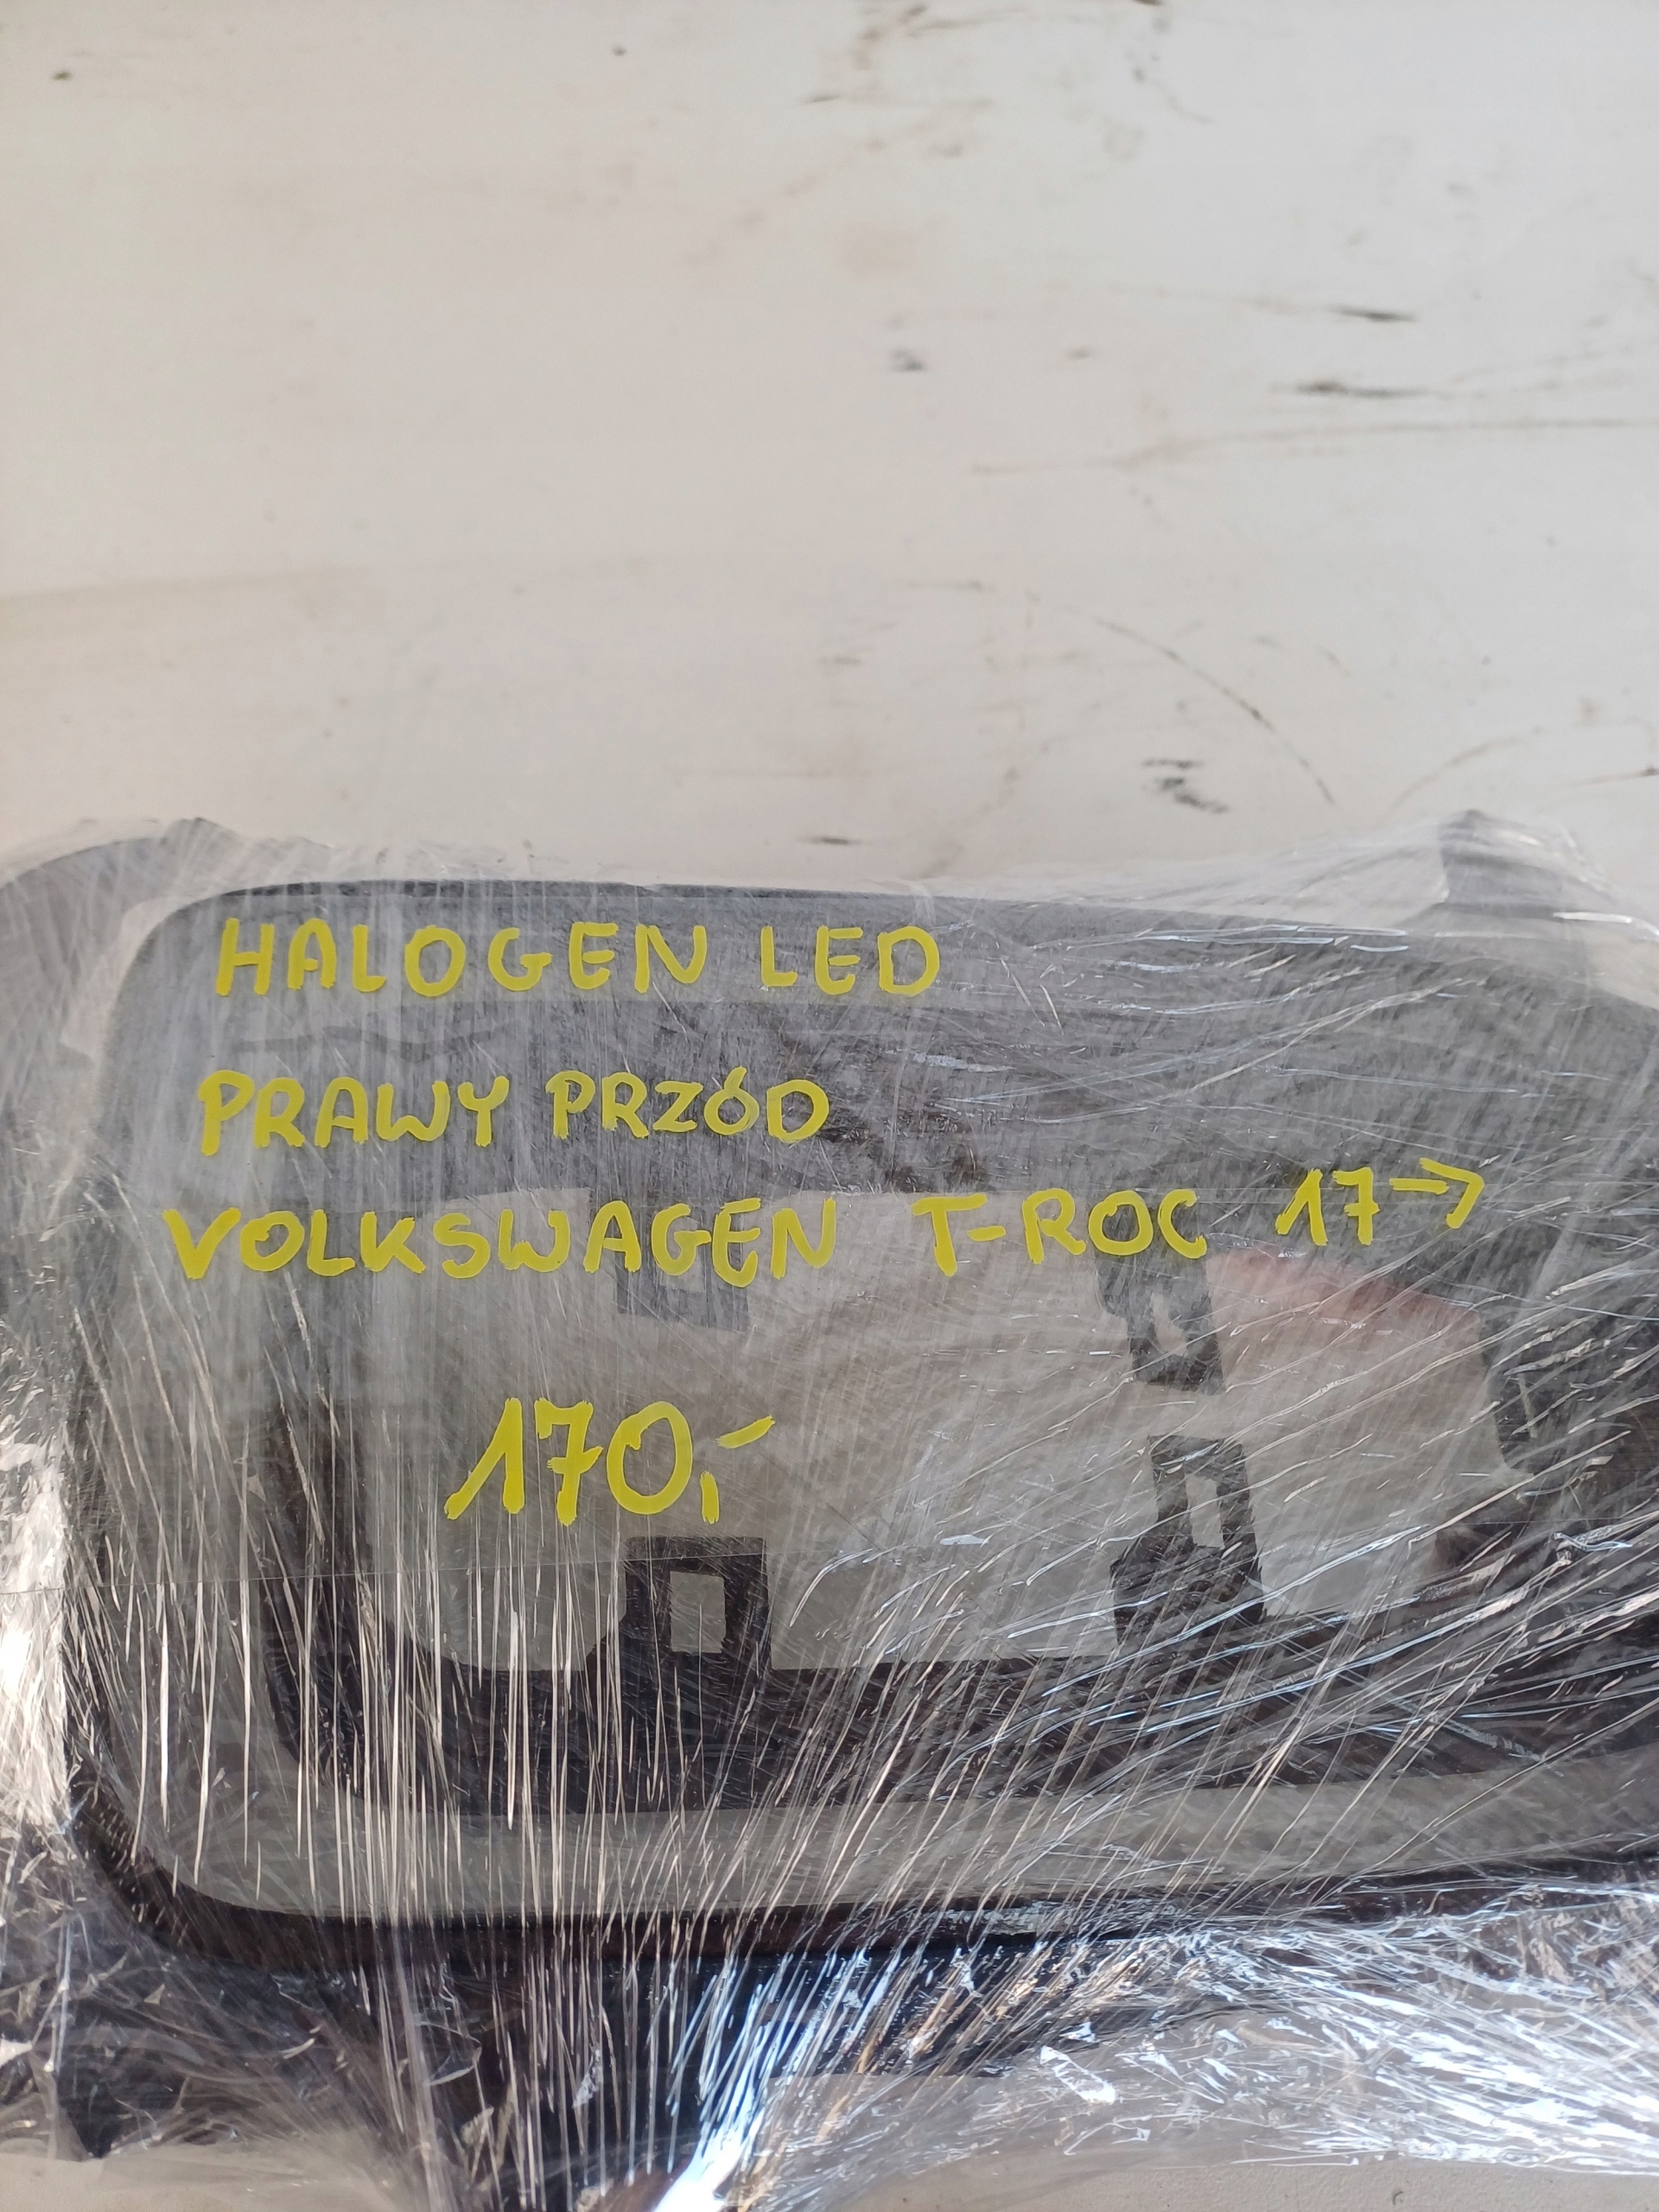 HALOGEN LED
PRAWY PRZÓD
VOLKSWAGEN T-ROC 17→
170,-